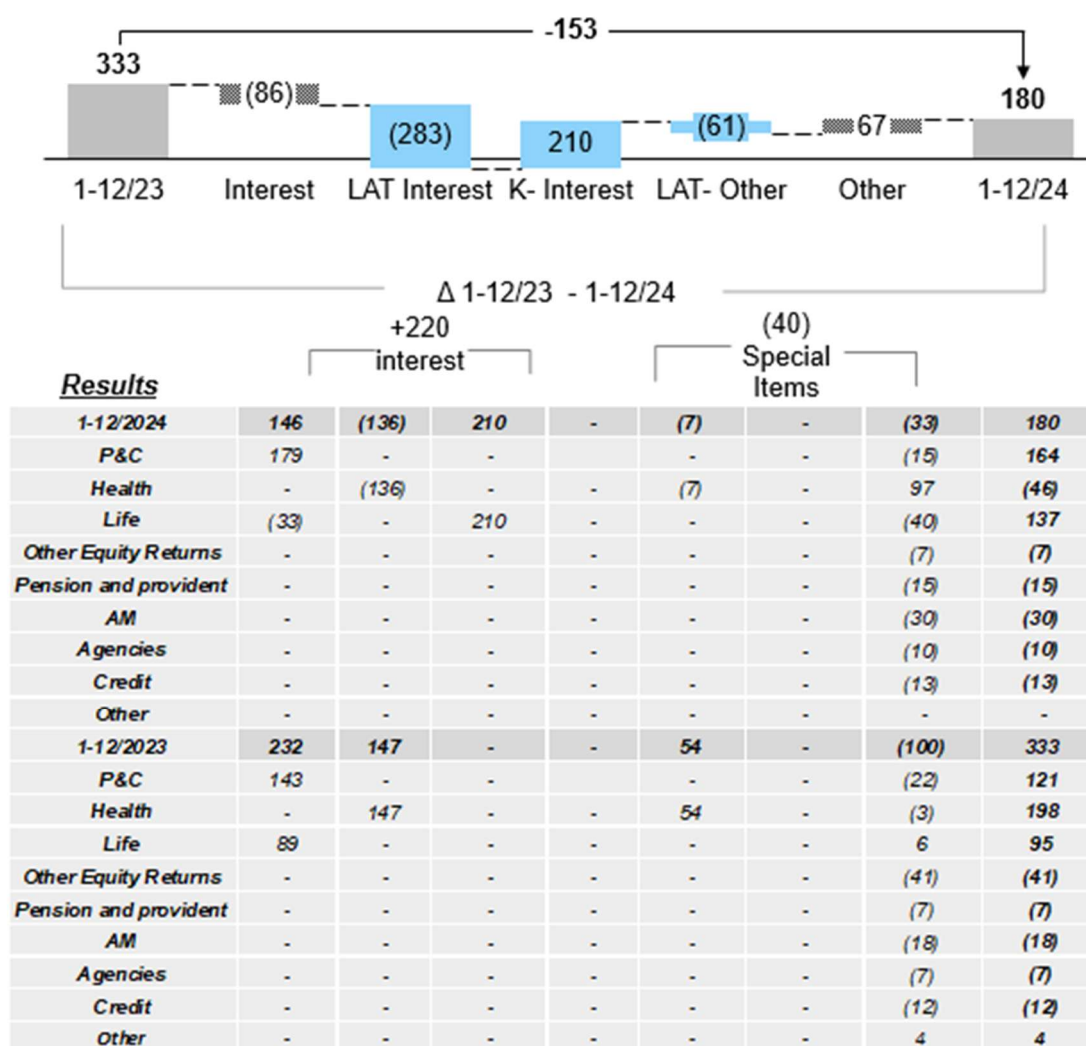 -153
333
(86)
(283)
210
(61)
67
180
1-12/23 Interest LAT Interest K- Interest LAT- Other Other 1-12/24
Δ 1-12/23 - 1-12/24
+220
interest
(40)
Special
Items
Results
1-12/2024 146 (136) 210 - (7) - (33) 180
P&C 179 - - - - - (15) 164
Health - (136) - - (7) - 97 (46)
Life (33) - 210 - - - (40) 137
Other Equity Returns - - - - - - (7) (7)
Pension and provident - - - - - - (15) (15)
AM - - - - - - (30) (30)
Agencies - - - - - - (10) (10)
Credit - - - - - - (13) (13)
Other - - - - - - - -
1-12/2023 232 147 - - 54 - (100) 333
P&C 143 - - - - - (22) 121
Health - 147 - - 54 - (3) 198
Life 89 - - - - - 6 95
Other Equity Returns - - - - - - (41) (41)
Pension and provident - - - - - - (7) (7)
AM - - - - - - (18) (18)
Agencies - - - - - - (7) (7)
Credit - - - - - - (12) (12)
Other - - - - - - 4 4